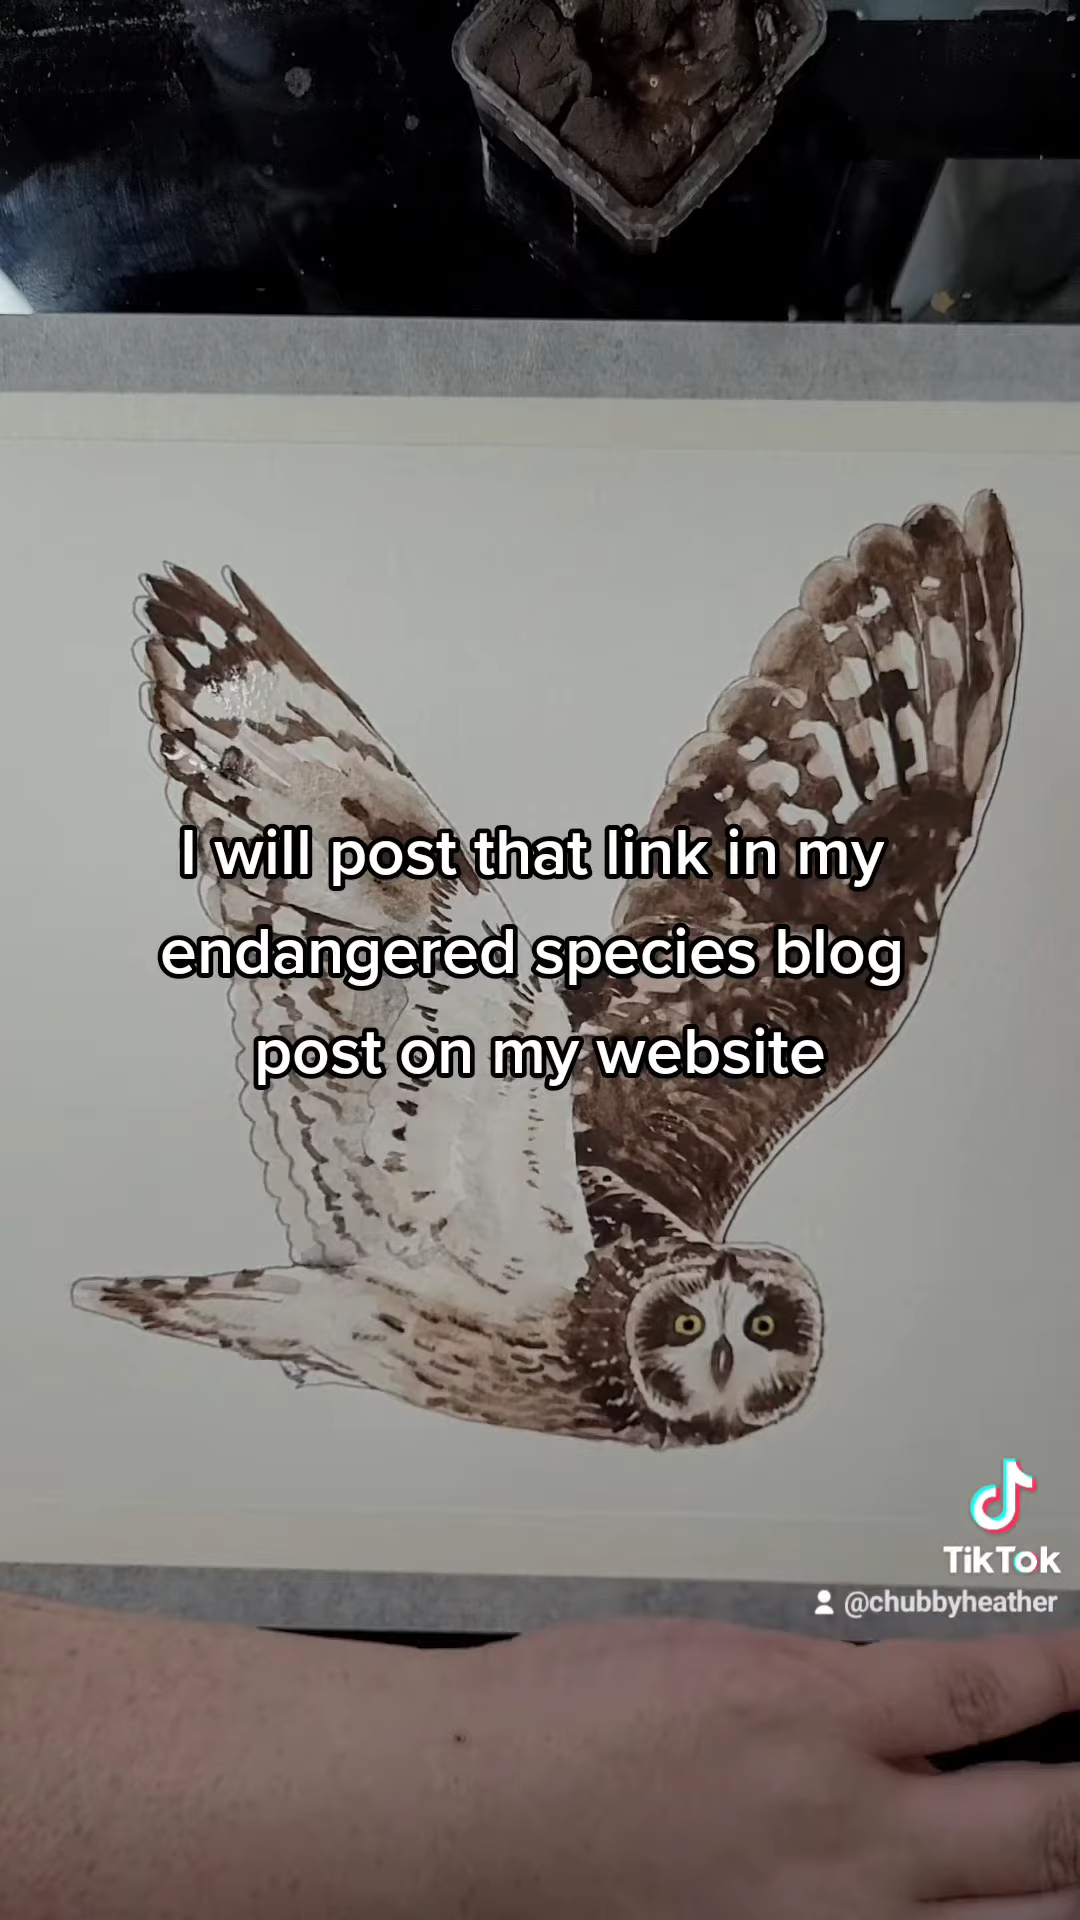 I will post that link in my
endangered species blog
post on my website
TikTok
@chubbyheather